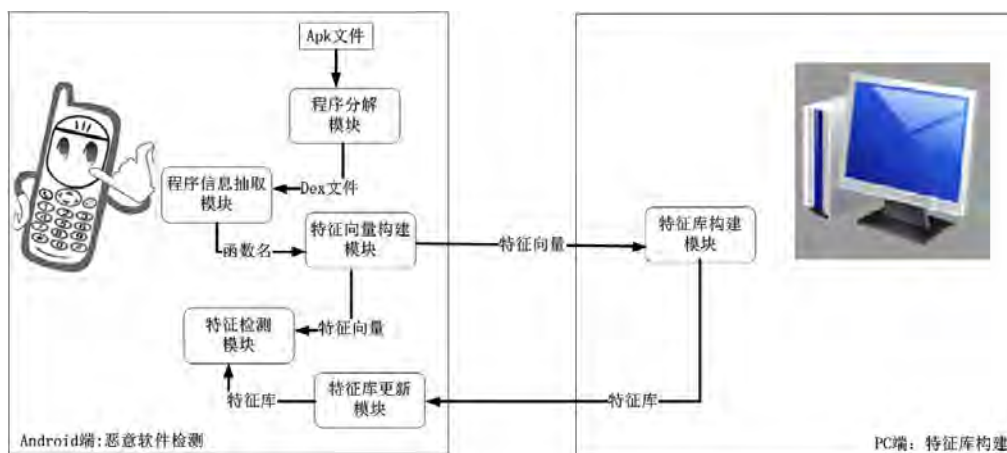 Apk文件
程序分解
模块
Dex文件
程序信息抽取
模块
函数名
特征向量构建
模块
特征向量
特征库构建
模块
特征向量
特征检测
模块
特征库
特征库更新
模块
特征库
Android端:恶意软件检测
PC端：特征库构建